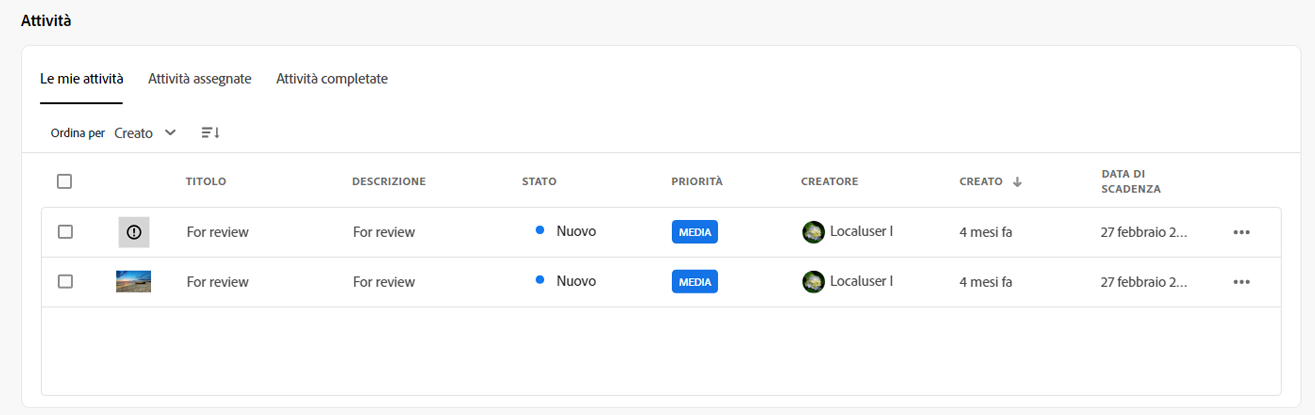 Attività
Le mie attività Attività assegnate Attività completate
Ordina per Creato
TITOLO DESCRIZIONE STATO PRIORITÀ CREATORE CREATO DATA DI
SCADENZA
For review For review Nuovo MEDIA Localuser l 4 mesi fa 27 febbraio 2...
For review For review Nuovo MEDIA Localuser l 4 mesi fa 27 febbraio 2...